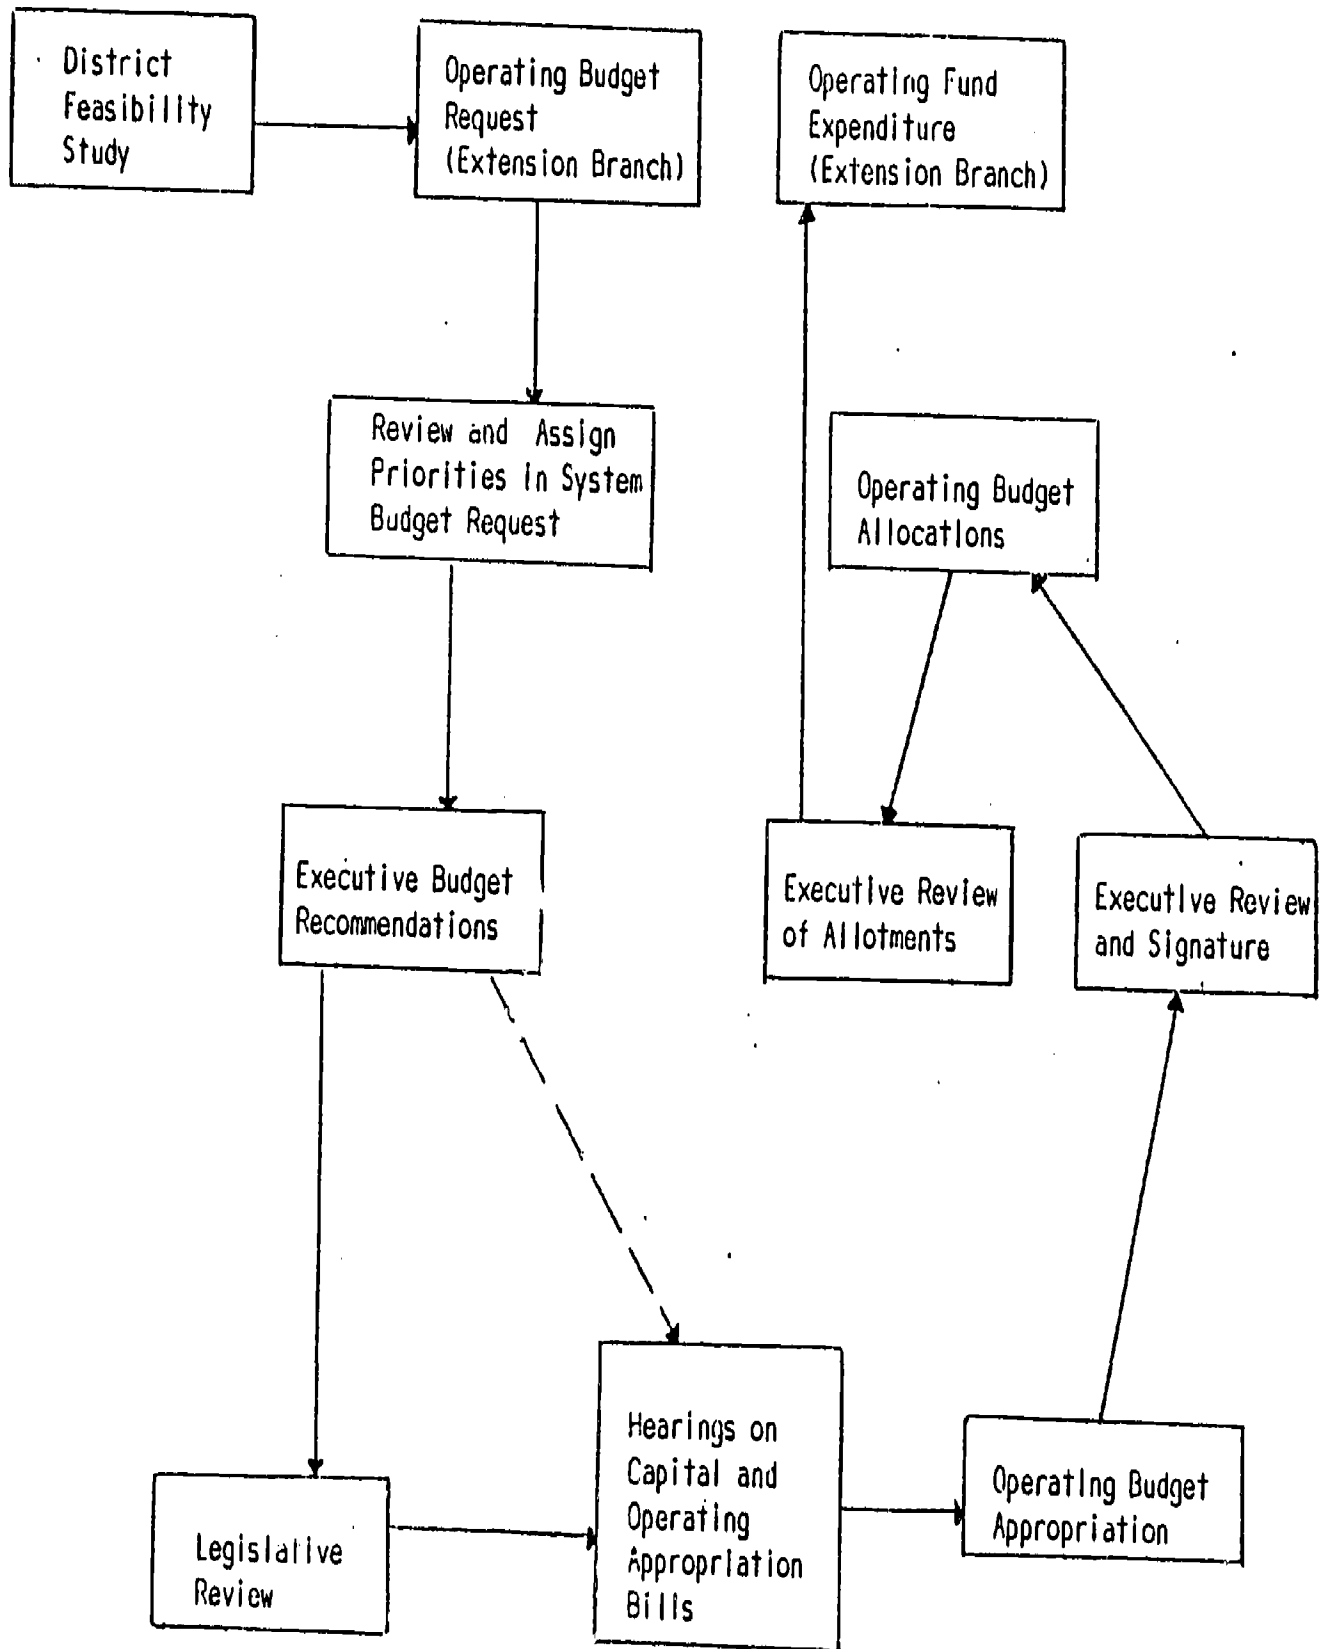 District
Feasibility
Study
Operating Budget
Request
(Extension Branch)
Operating Fund
Expenditure
(Extension Branch)
Review and Assign
Priorities in System
Budget Request
Operating Budget
Allocations
Executive Budget
Recommendations
Executive Review
of Allotments
Executive Review
and Signature
Legislative
Review
Hearings on
Capital and
Operating
Appropriation
Bills
Operating Budget
Appropriation